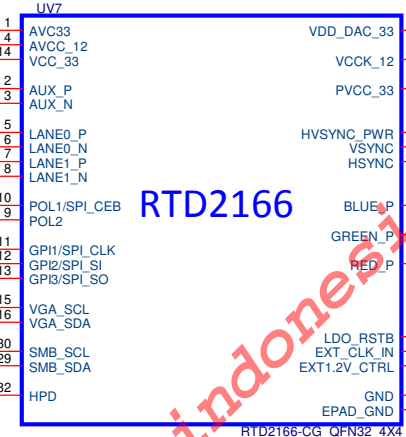 UV7
1 AVC33 VDD_DAC_33
4 AVCC_12
14 VCC_33 VCCK_12
2 AUX_P PVCC_33
3 AUX_N
5 LANE0_P HVSYNC_PWR
6 LANE0_N VSYNC
7 LANE1_P HSYNC
8 LANE1_N
10 POL1/SPI_CEB RTD2166 BLUE_P
9 POL2
GREEN_P
11 GPI1/SPI_CLK
12 GPI2/SPI_SI RED_P
13 GPI3/SPI_SO
15 VGA_SCL
16 VGA_SDA
LDO_RSTB
30 SMB_SCL EXT_CLK_IN
29 SMB_SDA EXT1.2V_CTRL
32 HPD GND
EPAD_GND
RTD2166-CG_QFN32_4X4
indonesi